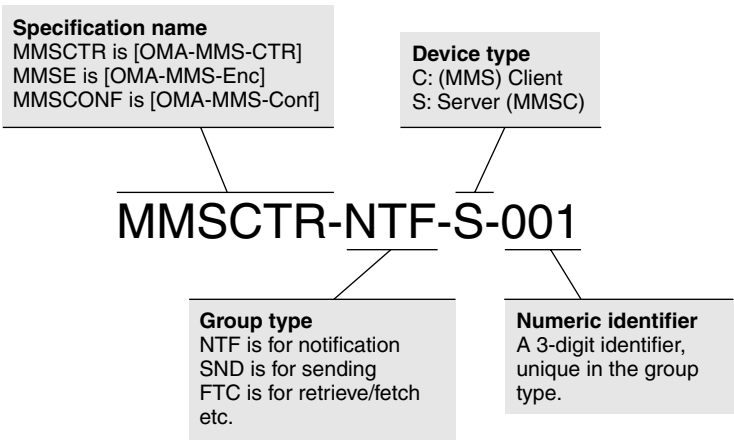 Specification name
MMSCTR is [OMA-MMS-CTR]
MMSE is [OMA-MMS-Enc]
MMSCONF is [OMA-MMS-Conf]
Device type
C: (MMS) Client
S: Server (MMSC)
MMSCTR-NTF-S-001
Group type
NTF is for notification
SND is for sending
FTC is for retrieve/fetch
etc.
Numeric identifier
A 3-digit identifier,
unique in the group
type.